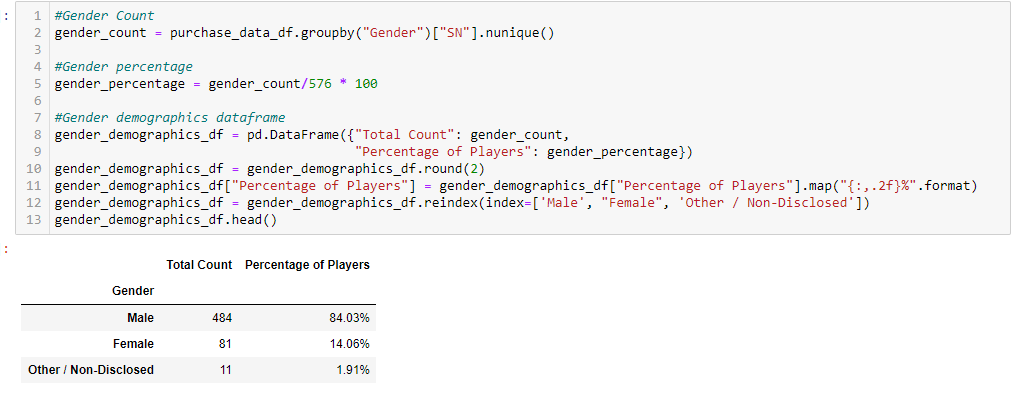 :
1 #Gender Count
2 gender_count = purchase_data_df.groupby("Gender")["SN"].nunique()
3
4 #Gender percentage
5 gender_percentage = gender_count/576 * 100
6
7 #Gender demographics dataframe
8 gender_demographics_df = pd.DataFrame({"Total Count": gender_count,
9                                        "Percentage of Players": gender_percentage})
10 gender_demographics_df = gender_demographics_df.round(2)
11 gender_demographics_df["Percentage of Players"] = gender_demographics_df["Percentage of Players"].map("{:,.2f}%".format)
12 gender_demographics_df = gender_demographics_df.reindex(index=['Male', "Female", 'Other / Non-Disclosed'])
13 gender_demographics_df.head()
:
Total Count Percentage of Players
Gender
Male 484 84.03%
Female 81 14.06%
Other / Non-Disclosed 11 1.91%